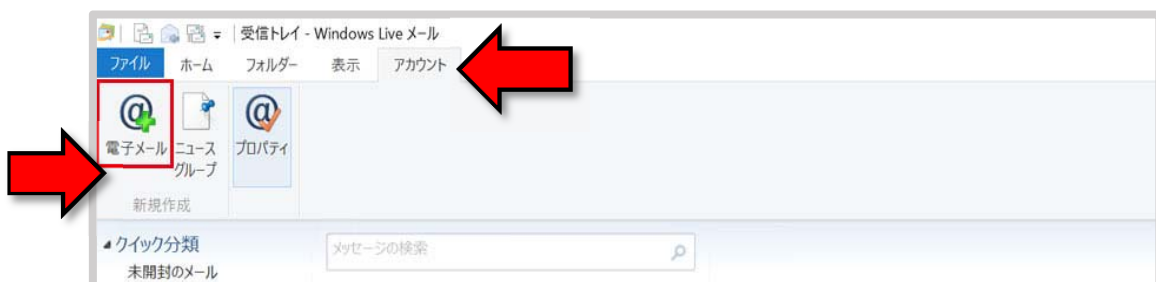 受信トレイ - Windows Live メール
ファイル ホーム フォルダー 表示 アカウント
電子メール ニュース グループ プロパティ
新規作成
クイック分類 メッセージの検索
未開封のメール